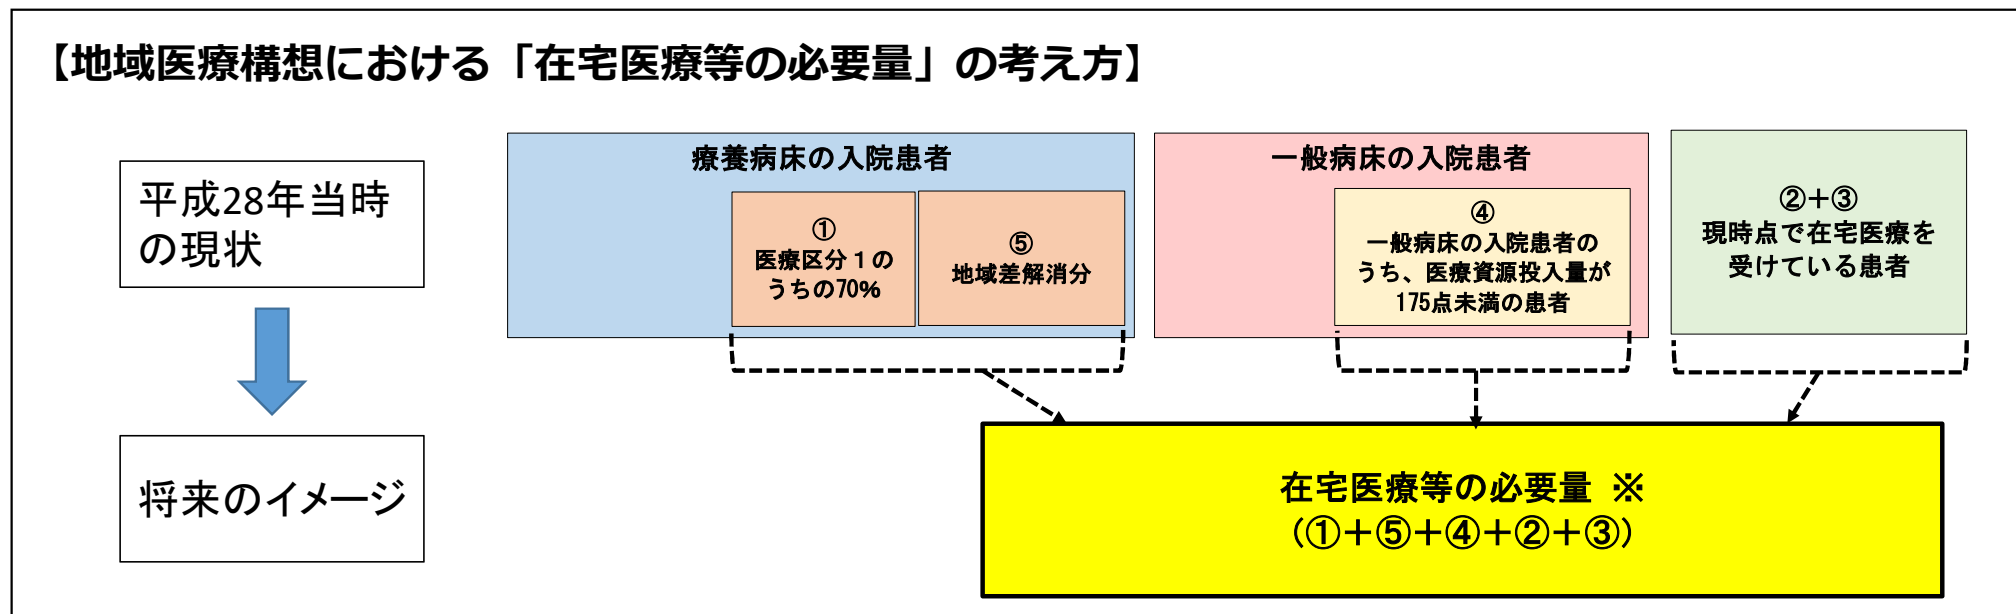 【地域医療構想における「在宅医療等の必要量」の考え方】
平成28年当時
の現状
療養病床の入院患者
①
医療区分１の
うちの70%
⑤
地域差解消分
一般病床の入院患者
④
一般病床の入院患者の
うち、医療資源投入量が
175点未満の患者
②＋③
現時点で在宅医療を
受けている患者
将来のイメージ
在宅医療等の必要量 ※
（①＋⑤＋④＋②＋③）